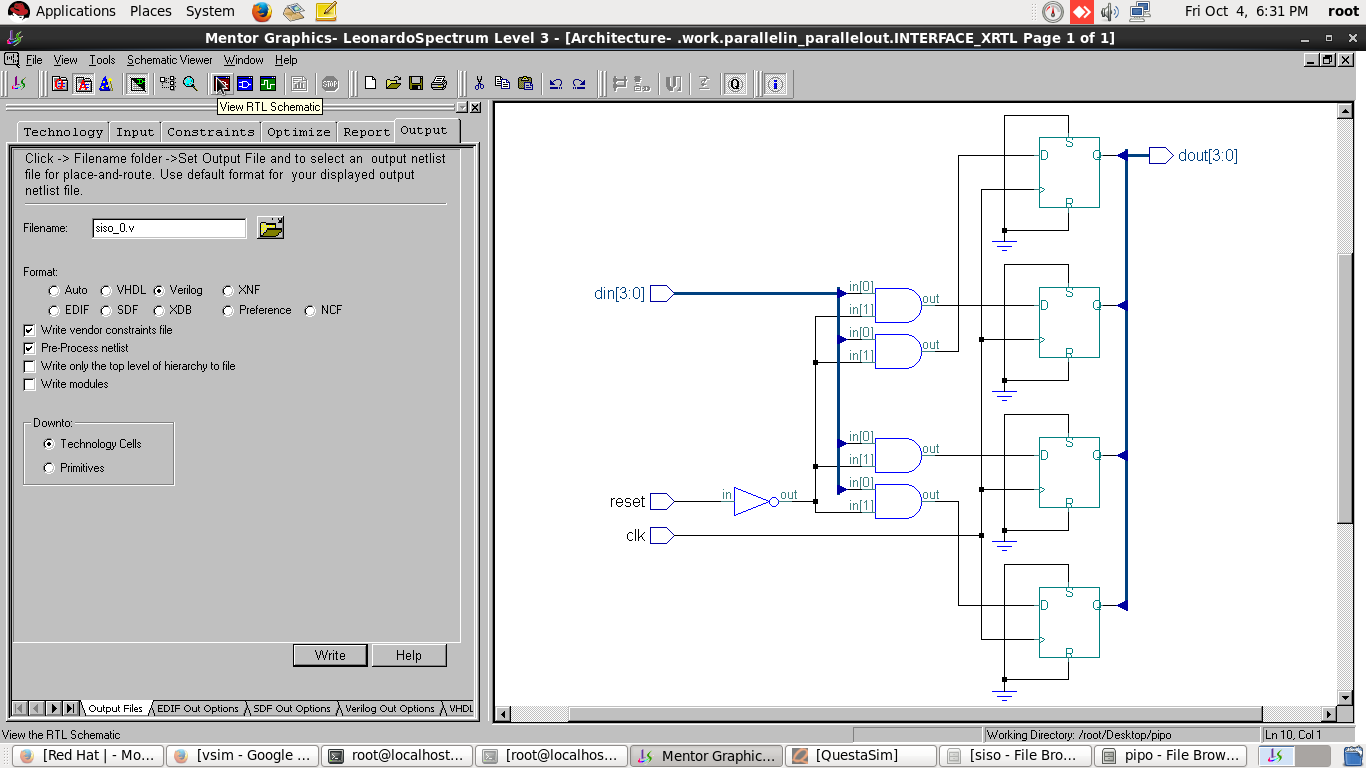 Applications Places System Fri Oct 4, 6:31 PM root
Mentor Graphics- LeonardoSpectrum Level 3 - [Architecture- .work.parallelin_parallelout.INTERFACE_XRTL Page 1 of 1]
File View Tools Schematic Viewer Window Help
STOP Q
View RTL Schematic
Technology Input Constraints Optimize Report Output
Click -> Filename folder ->Set Output File and to select an output netlist
file for place-and-route. Use default format for your displayed output
netlist file.
Filename: siso_0.v
Format:
Auto VHDL Verilog XNF
EDIF SDF XDB Preference NCF
Write vendor constraints file
Pre-Process netlist
Write only the top level of hierarchy to file
Write modules
Downto:
Technology Cells
Primitives
Write Help
Output Files EDIF Out Options SDF Out Options Verilog Out Options VHDL
S
D Q dout[3:0]
R
din[3:0] in[0] out S
in[1] D Q
in[0] out
in[1] R
in[0] out S
in[1] D Q
in[0] out
reset in out in[1] R
clk
S
D Q
R
View the RTL Schematic Working Directory: /root/Desktop/pipo Ln 10, Col 1
[Red Hat | - Mo... [vsim - Google ... root@localhost... [root@localhos... Mentor Graphic... [QuestaSim] [siso - File Bro... pipo - File Brow...